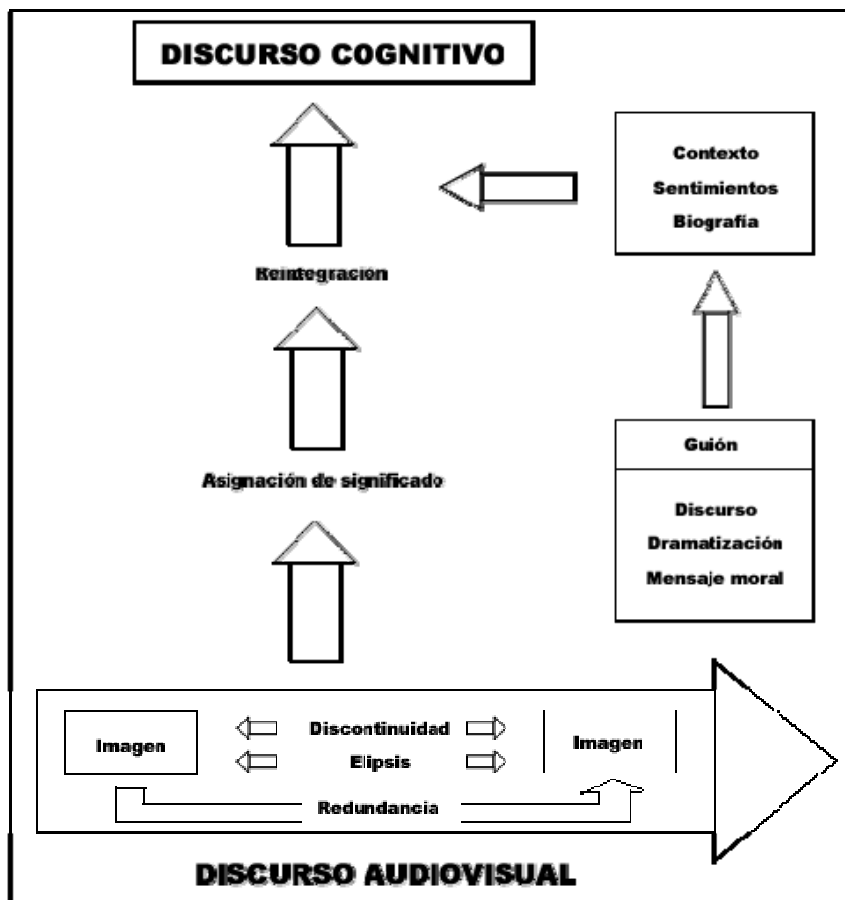 DISCURSO COGNITIVO
Contexto
Sentimientos
Biografía
Reintegración
Guión
Asignación de significado
Discurso
Dramatización
Mensaje moral
Imagen
Discontinuidad
Elipsis
Imagen
Redundancia
DISCURSO AUDIOVISUAL